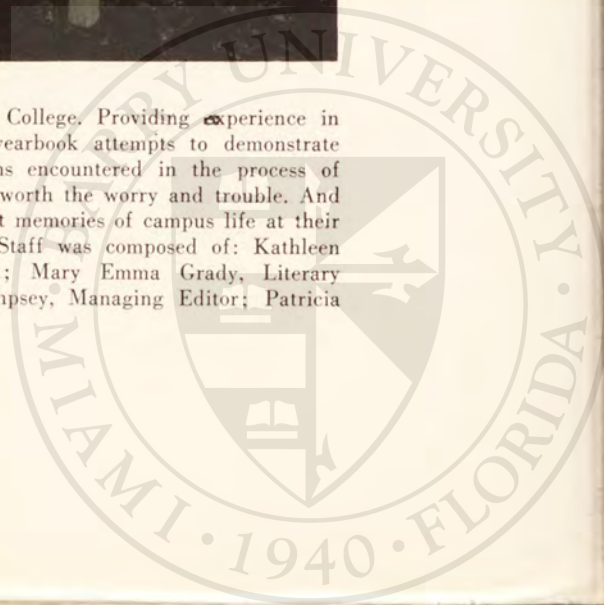 College. Providing experience in
yearbook attempts to demonstrate
encountered in the process of
worth the worry and trouble. And
memories of campus life at their
Staff was composed of: Kathleen
; Mary Emma Grady, Literary
Managing Editor; Patricia
BARRY UNIVERSITY
MIAMI • 1940 • FLORIDA